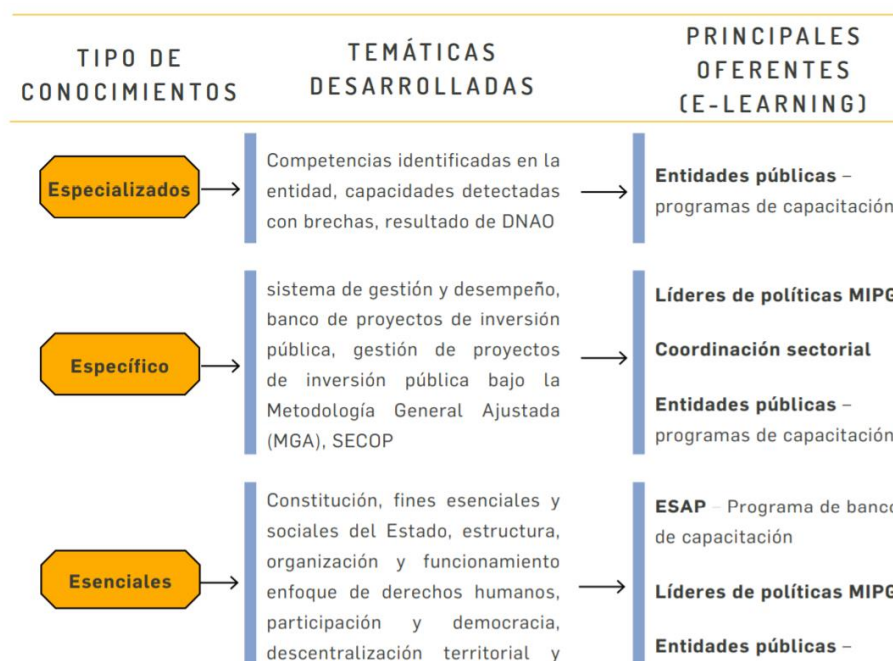 TIPO DE
CONOCIMIENTOS
TEMÁTICAS
DESARROLLADAS
PRINCIPALES
OFERENTES
(E-LEARNING)
Especializados
Competencias identificadas en la
entidad, capacidades detectadas
con brechas, resultado de DNAO
Entidades públicas –
programas de capacitación
Específico
sistema de gestión y desempeño,
banco de proyectos de inversión
pública, gestión de proyectos
de inversión pública bajo la
Metodología General Ajustada
(MGA), SECOP
Líderes de políticas MIPG
Coordinación sectorial
Entidades públicas –
programas de capacitación
Esenciales
Constitución, fines esenciales y
sociales del Estado, estructura,
organización y funcionamiento
enfoque de derechos humanos,
participación y democracia,
descentralización territorial y
ESAP – Programa de banco
de capacitación
Líderes de políticas MIPG
Entidades públicas –